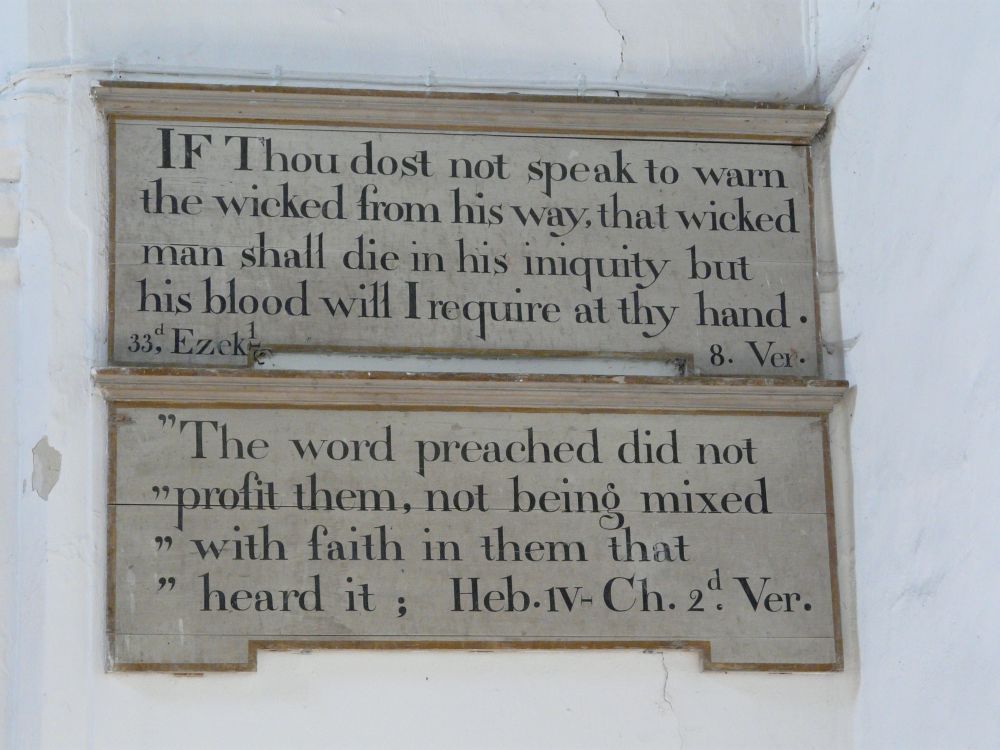 IF Thou dost not speak to warn
the wicked from his way, that wicked
man shall die in his iniquity but
his blood will I require at thy hand.
33,d Ezekl 8. Ver.
”The word preached did not
”profit them, not being mixed
” with faith in them that
” heard it ; Heb. IV- Ch. 2d. Ver.